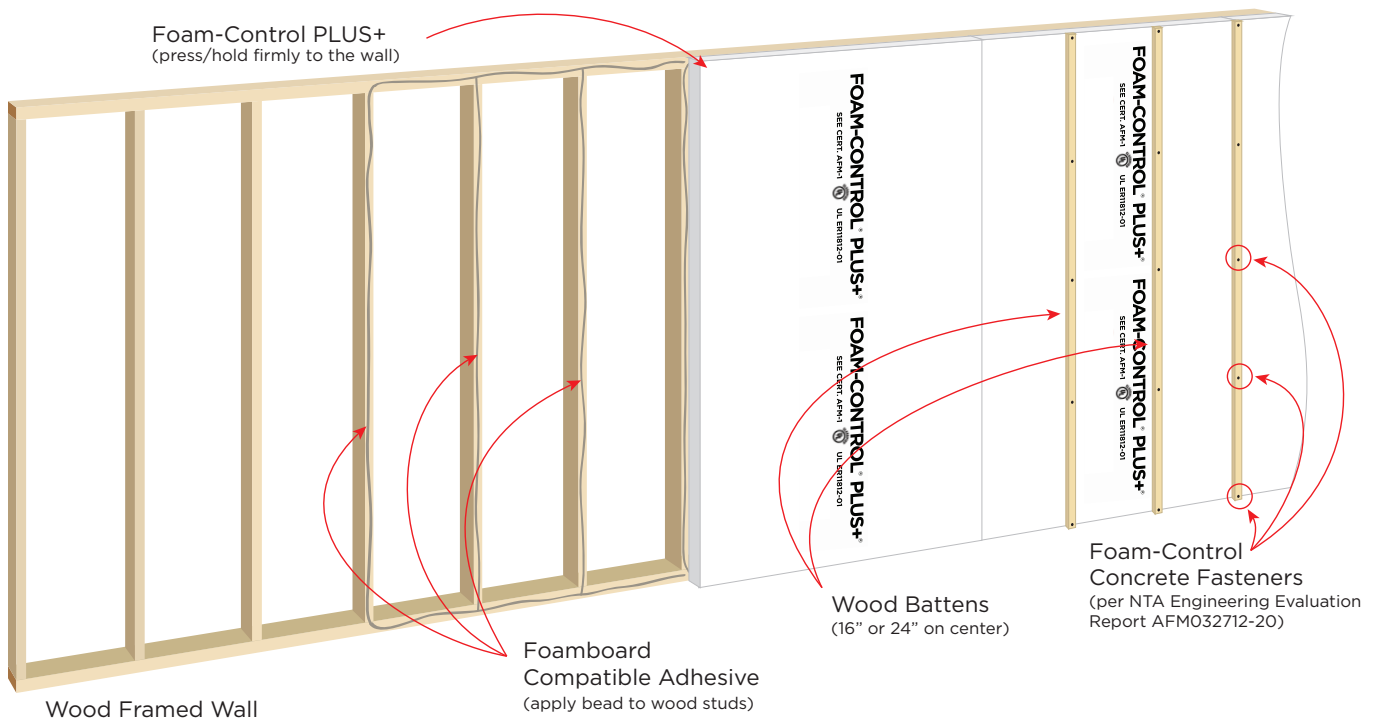 Foam-Control PLUS+
(press/hold firmly to the wall)
FOAM-CONTROL® PLUS+®
SEE CERT. AFM-1 UL ER11812-01
FOAM-CONTROL® PLUS+®
SEE CERT. AFM-1 UL ER11812-01
FOAM-CONTROL® PLUS+®
SEE CERT. AFM-1 UL ER11812-01
FOAM-CONTROL® PLUS+®
SEE CERT. AFM-1 UL ER11812-01
Foam-Control
Concrete Fasteners
(per NTA Engineering Evaluation
Report AFM032712-20)
Wood Battens
(16” or 24” on center)
Foamboard
Compatible Adhesive
(apply bead to wood studs)
Wood Framed Wall